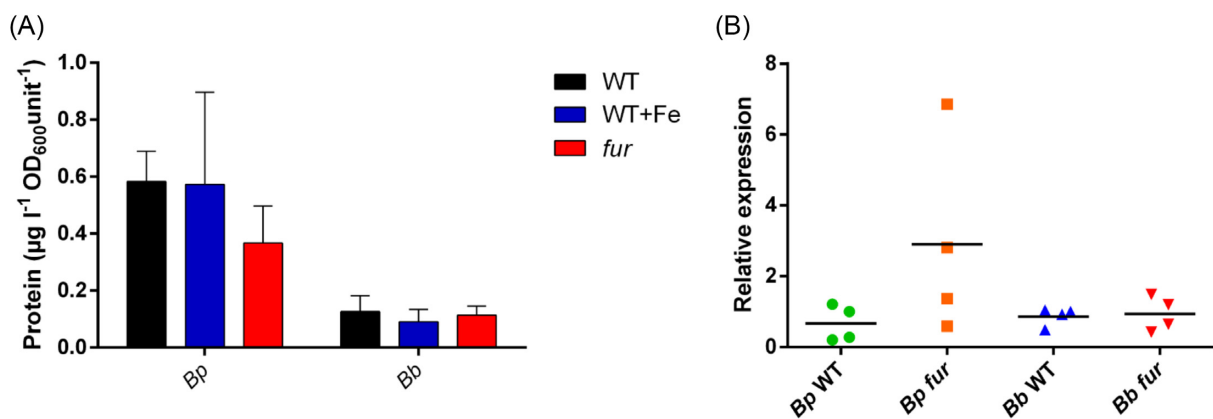 (A)
Protein (µg l⁻¹ OD₆₀₀unit⁻¹)
1.0
0.8
0.6
0.4
0.2
0.0
Bp
Bb
WT
WT+Fe
fur
(B)
Relative expression
8
6
4
2
0
Bp WT
Bp fur
Bb WT
Bb fur